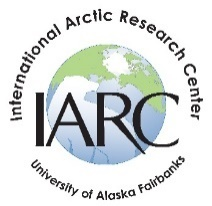 International Arctic Research Center
IARC
University of Alaska Fairbanks